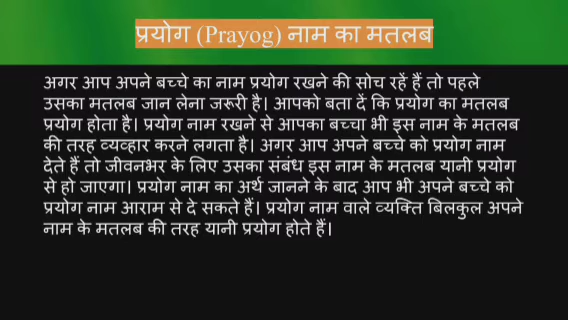 प्रयोग (Prayog) नाम का मतलब
अगर आप अपने बच्चे का नाम प्रयोग रखने की सोच रहें हैं तो पहले
उसका मतलब जान लेना जरूरी है। आपको बता दें कि प्रयोग का मतलब
प्रयोग होता है। प्रयोग नाम रखने से आपका बच्चा भी इस नाम के मतलब
की तरह व्यव्हार करने लगता है। अगर आप अपने बच्चे को प्रयोग नाम
देते हैं तो जीवनभर के लिए उसका संबंध इस नाम के मतलब यानी प्रयोग
से हो जाएगा। प्रयोग नाम का अर्थ जानने के बाद आप भी अपने बच्चे को
प्रयोग नाम आराम से दे सकते हैं। प्रयोग नाम वाले व्यक्ति बिलकुल अपने
नाम के मतलब की तरह यानी प्रयोग होते हैं।